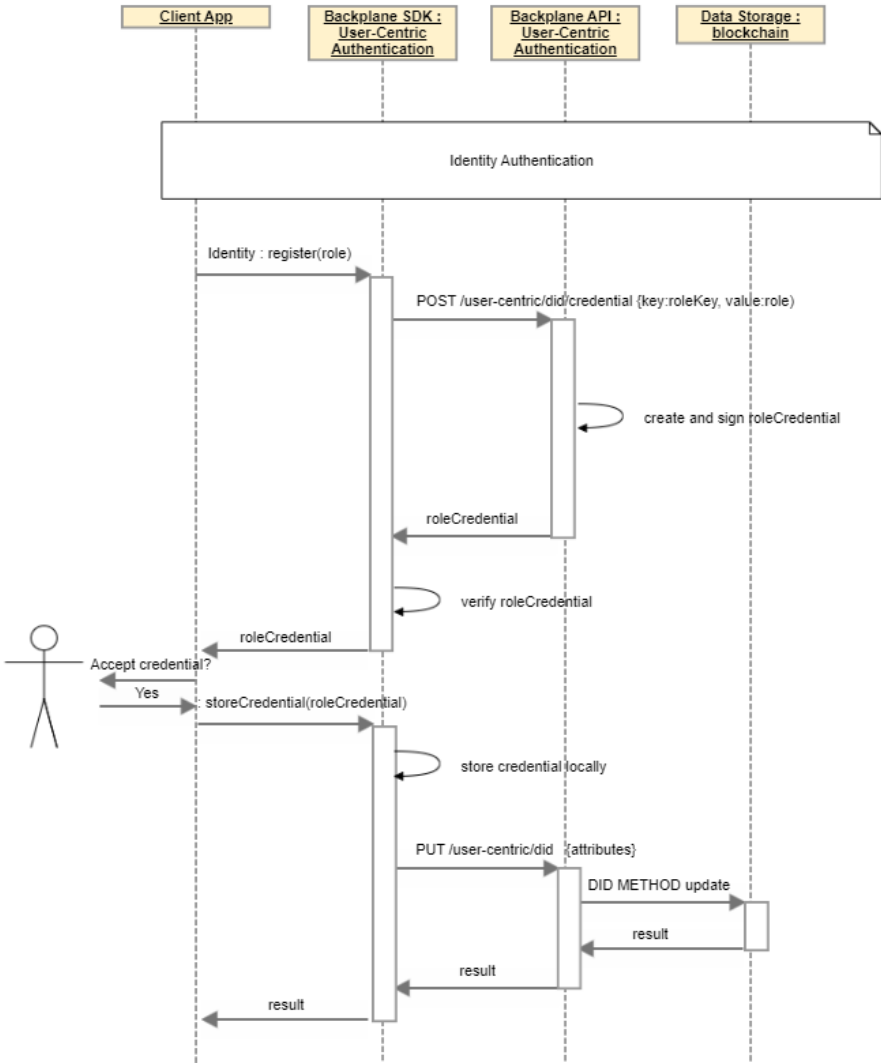 Client App
Backplane SDK :
User-Centric
Authentication
Backplane API :
User-Centric
Authentication
Data Storage :
blockchain
Identity Authentication
Identity : register(role)
POST /user-centric/did/credential {key:roleKey, value:role)
create and sign roleCredential
roleCredential
verify roleCredential
roleCredential
Accept credential?
Yes
: storeCredential(roleCredential)
store credential locally
PUT /user-centric/did {attributes}
DID METHOD update
result
result
result